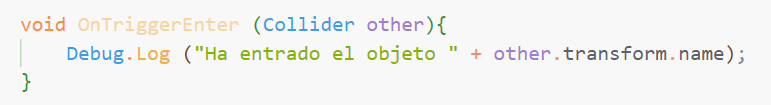 void OnTriggerEnter (Collider other){
Debug.Log ("Ha entrado el objeto " + other.transform.name);
}